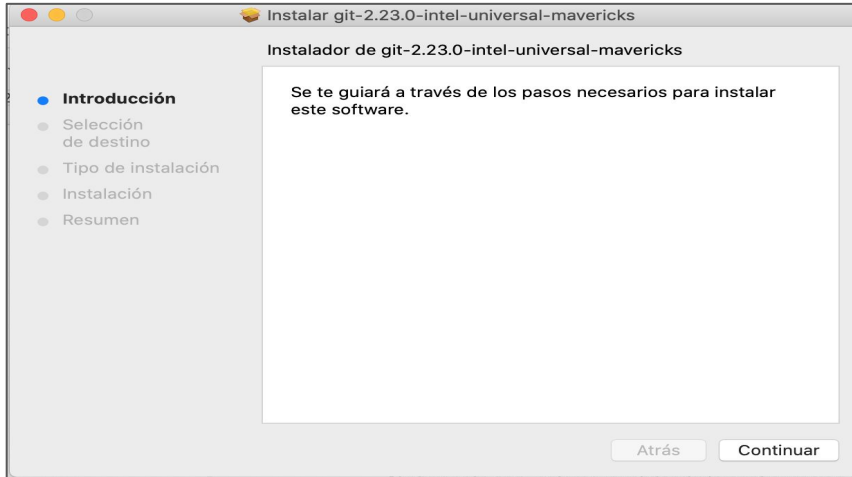 Instalar git-2.23.0-intel-universal-mavericks
Instalador de git-2.23.0-intel-universal-mavericks
Introducción
Selección
de destino
Tipo de instalación
Instalación
Resumen
Se te guiará a través de los pasos necesarios para instalar
este software.
Atrás
Continuar